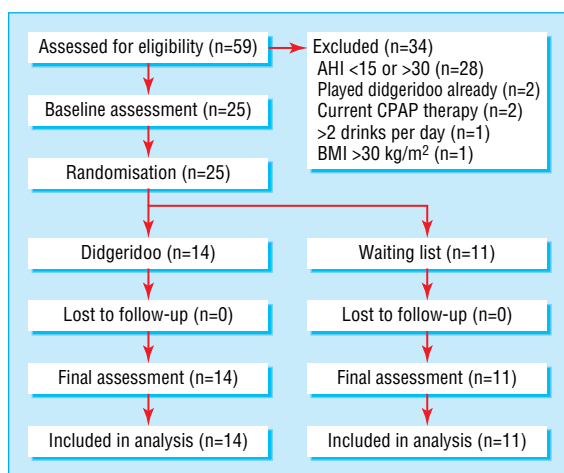 Assessed for eligibility (n=59)
Excluded (n=34)
AHI <15 or >30 (n=28)
Played didgeridoo already (n=2)
Current CPAP therapy (n=2)
>2 drinks per day (n=1)
BMI >30 kg/m² (n=1)
Baseline assessment (n=25)
Randomisation (n=25)
Didgeridoo (n=14)
Waiting list (n=11)
Lost to follow-up (n=0)
Lost to follow-up (n=0)
Final assessment (n=14)
Final assessment (n=11)
Included in analysis (n=14)
Included in analysis (n=11)